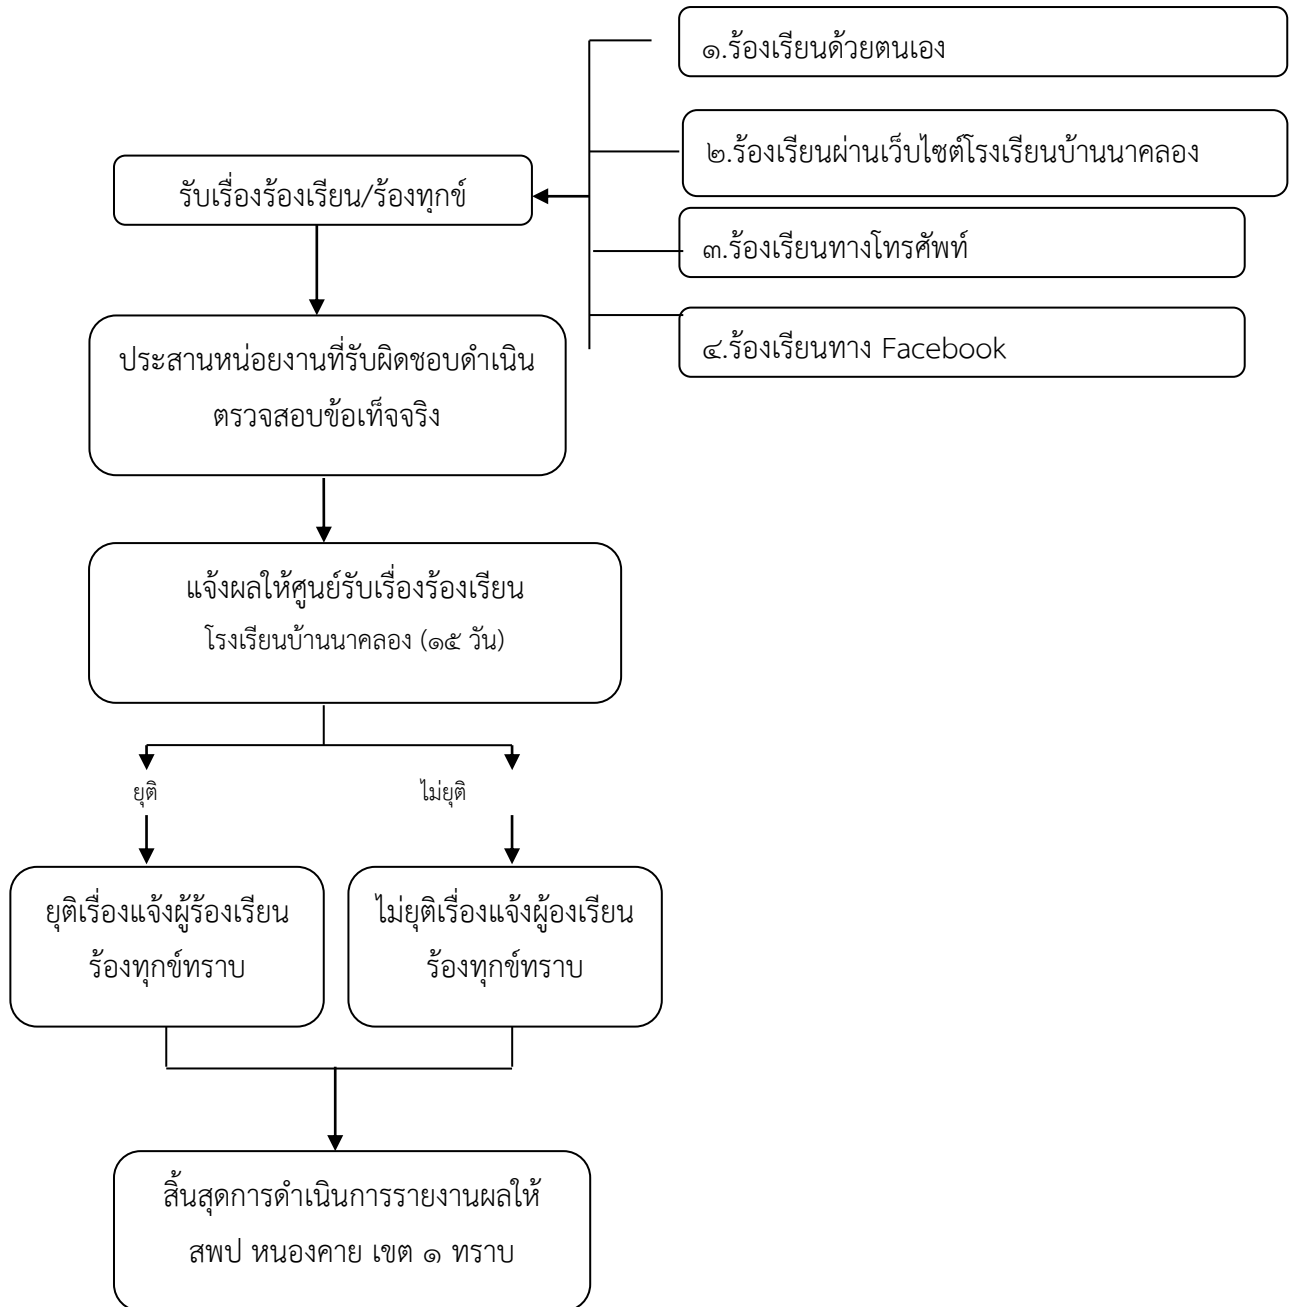 ๑.ร้องเรียนด้วยตนเอง
๒.ร้องเรียนผ่านเว็บไซต์โรงเรียนบ้านนาคลอง
รับเรื่องร้องเรียน/ร้องทุกข์
๓.ร้องเรียนทางโทรศัพท์
๔.ร้องเรียนทาง Facebook
ประสานหน่อยงานที่รับผิดชอบดำเนิน
ตรวจสอบข้อเท็จจริง
แจ้งผลให้ศูนย์รับเรื่องร้องเรียน
โรงเรียนบ้านนาคลอง (๑๕ วัน)
ยุติ
ไม่ยุติ
ยุติเรื่องแจ้งผู้ร้องเรียน
ร้องทุกข์ทราบ
ไม่ยุติเรื่องแจ้งผู้องเรียน
ร้องทุกข์ทราบ
สิ้นสุดการดำเนินการรายงานผลให้
สพป หนองคาย เขต ๑ ทราบ